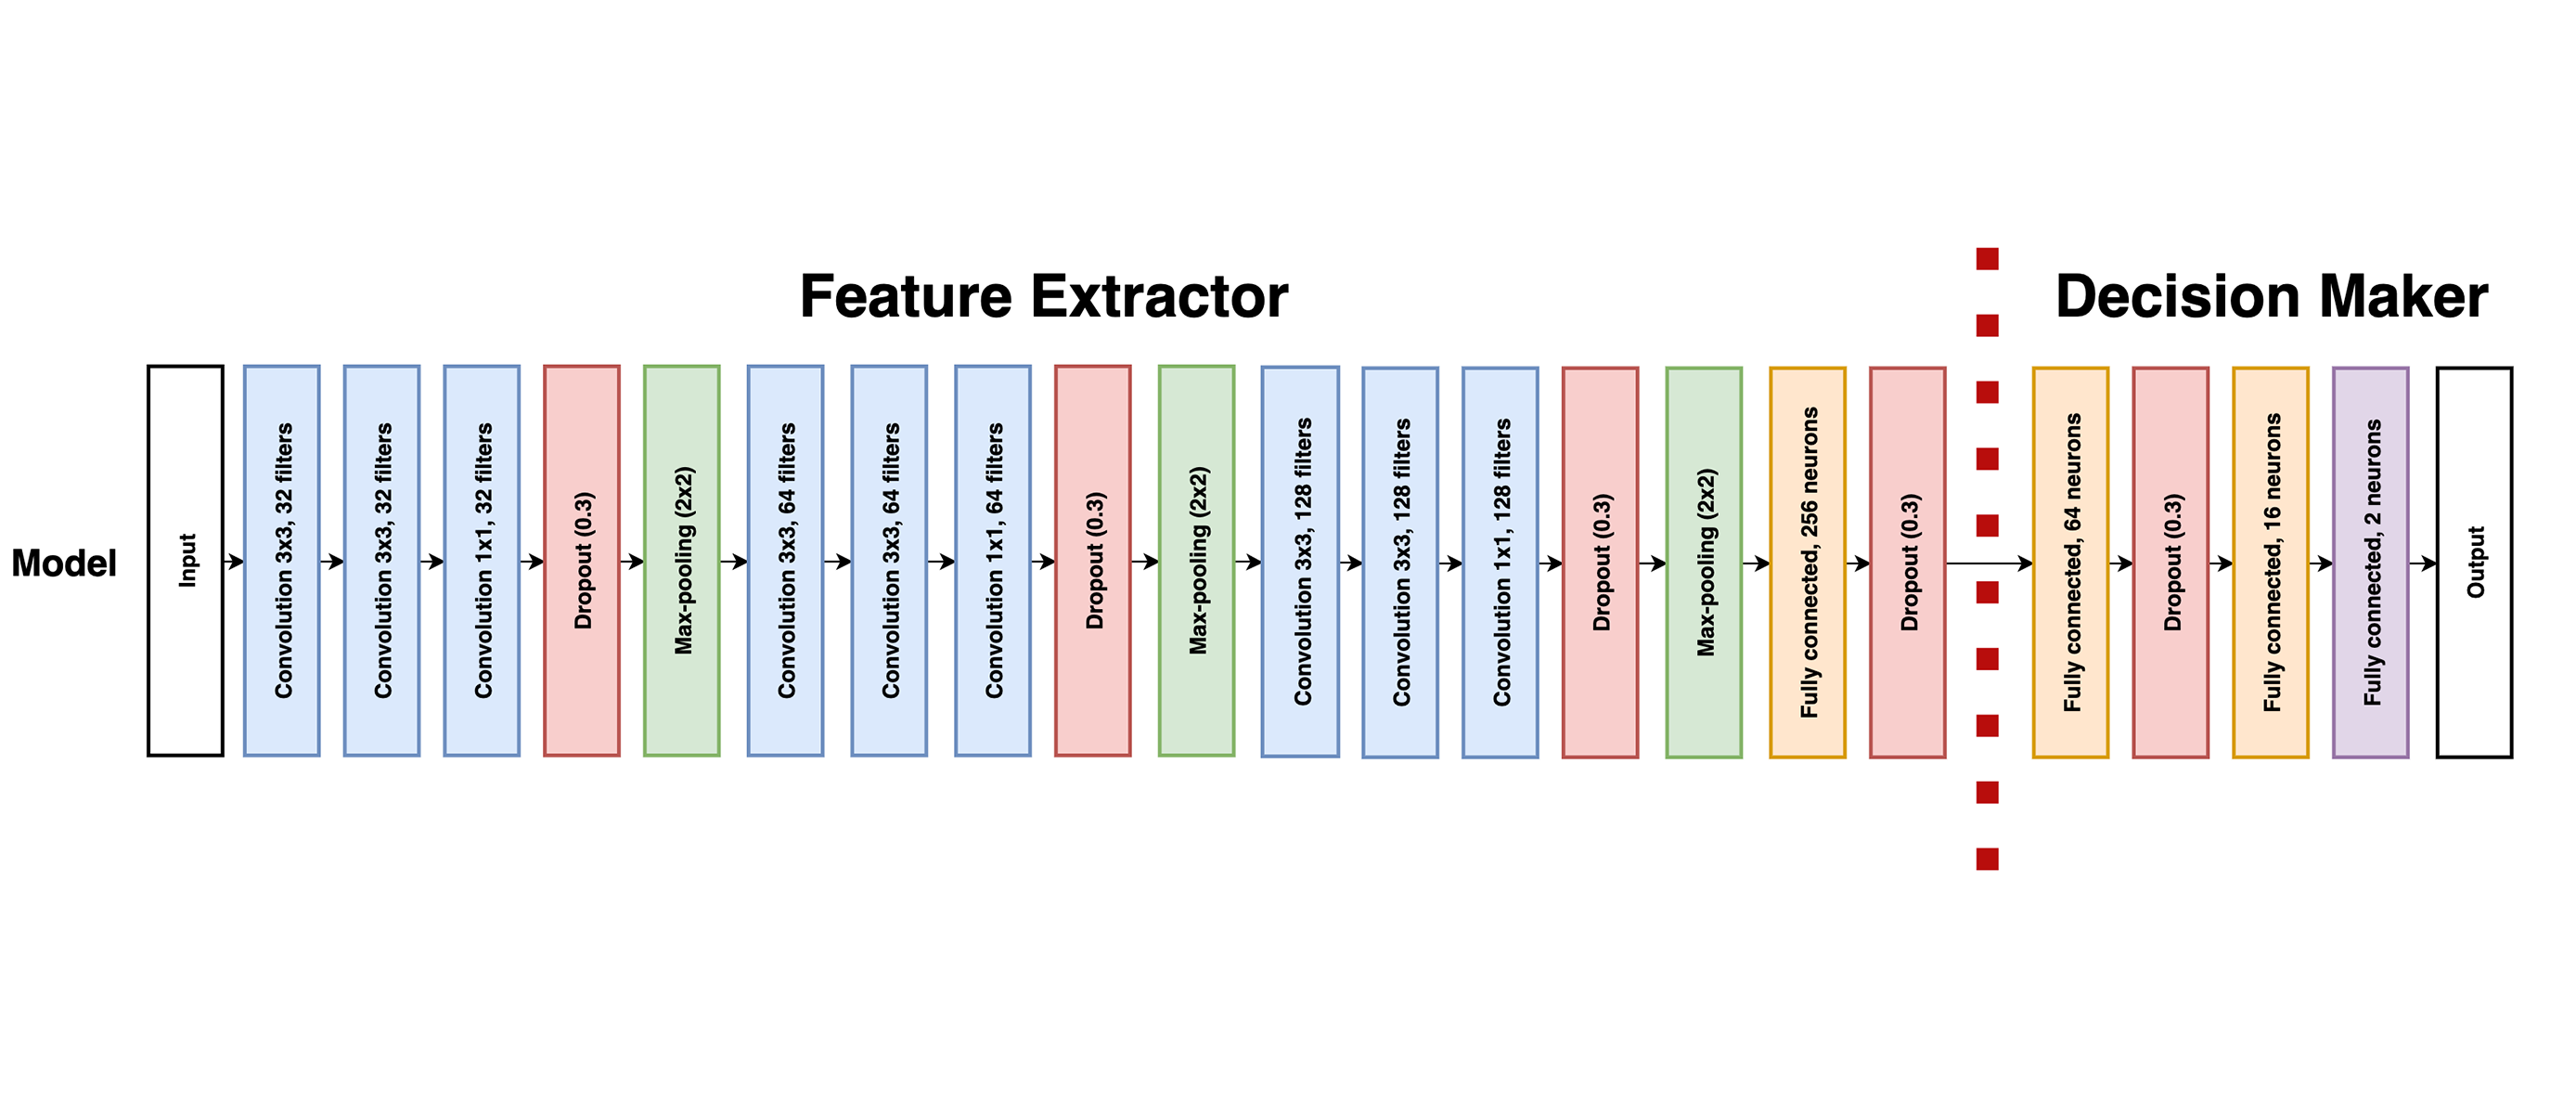 Feature Extractor
Decision Maker
Model
Input
Convolution 3x3, 32 filters
Convolution 3x3, 32 filters
Convolution 1x1, 32 filters
Dropout (0.3)
Max-pooling (2x2)
Convolution 3x3, 64 filters
Convolution 3x3, 64 filters
Convolution 1x1, 64 filters
Dropout (0.3)
Max-pooling (2x2)
Convolution 3x3, 128 filters
Convolution 3x3, 128 filters
Convolution 1x1, 128 filters
Dropout (0.3)
Max-pooling (2x2)
Fully connected, 256 neurons
Dropout (0.3)
Fully connected, 64 neurons
Dropout (0.3)
Fully connected, 16 neurons
Fully connected, 2 neurons
Output